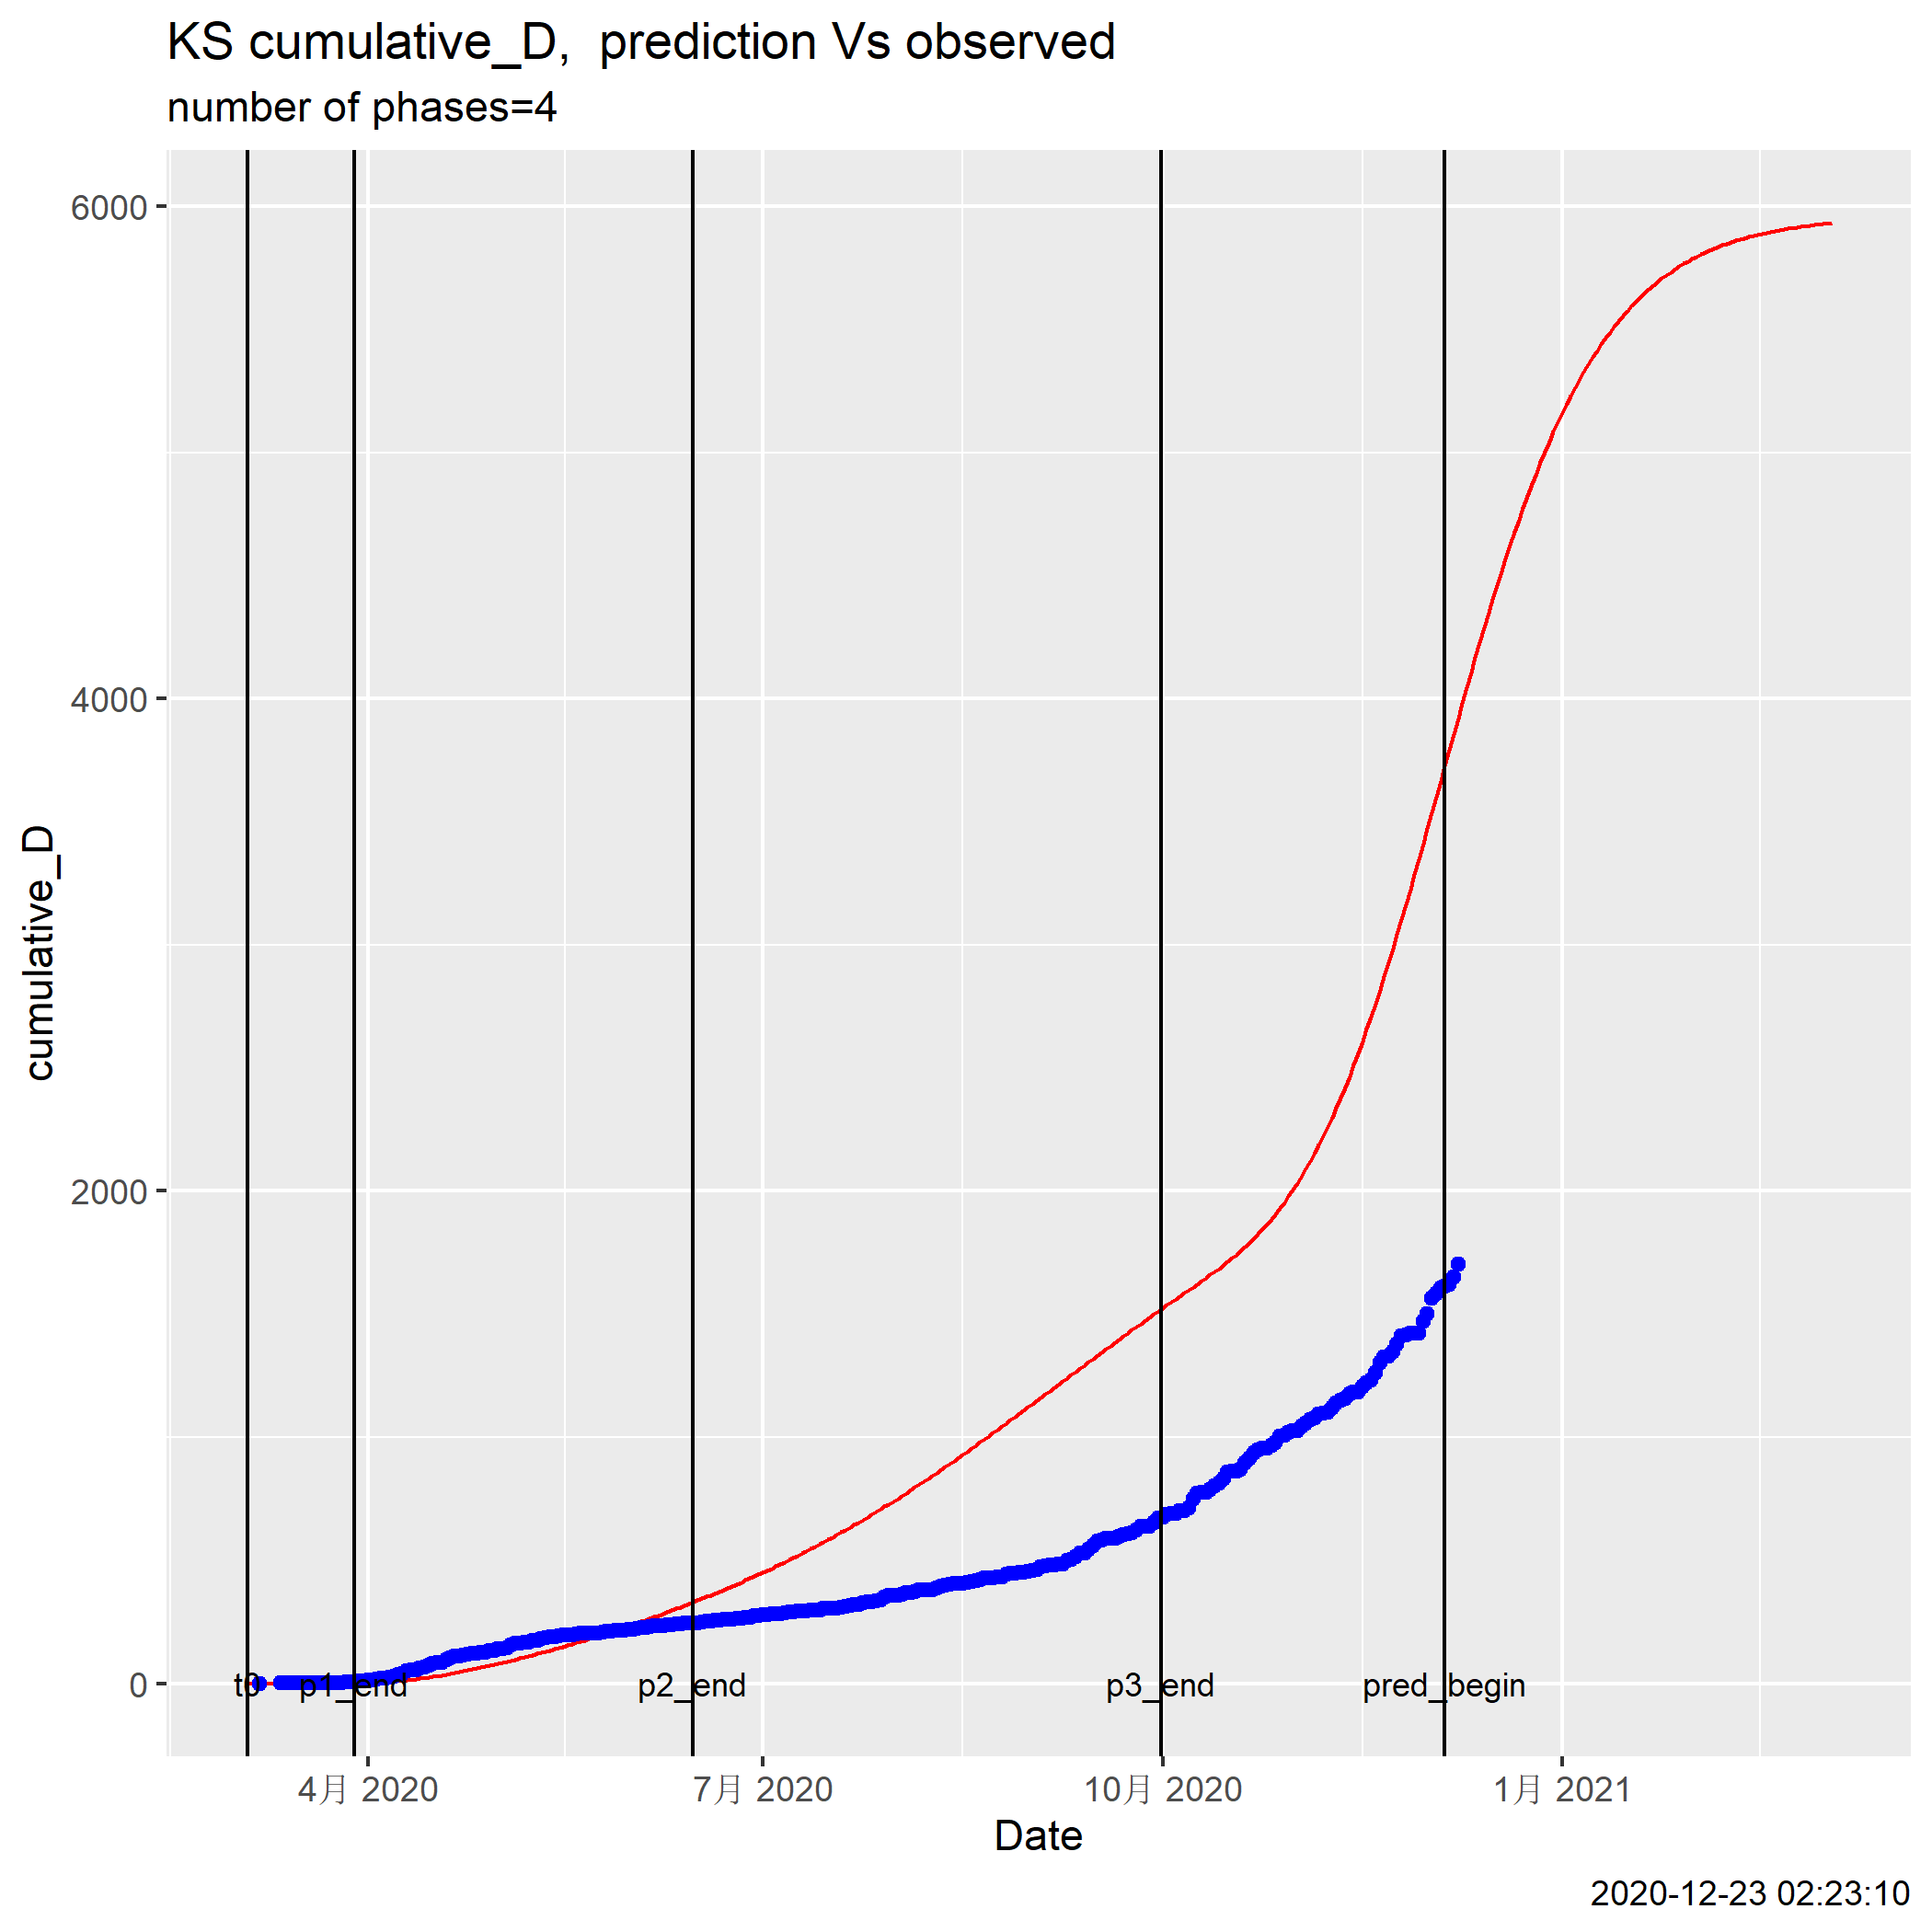 KS cumulative_D,  prediction Vs observed
number of phases=4
cumulative_D
6000
4000
2000
0
t0
p1_end
p2_end
p3_end
pred_begin
4月 2020
7月 2020
10月 2020
1月 2021
Date
2020-12-23 02:23:10